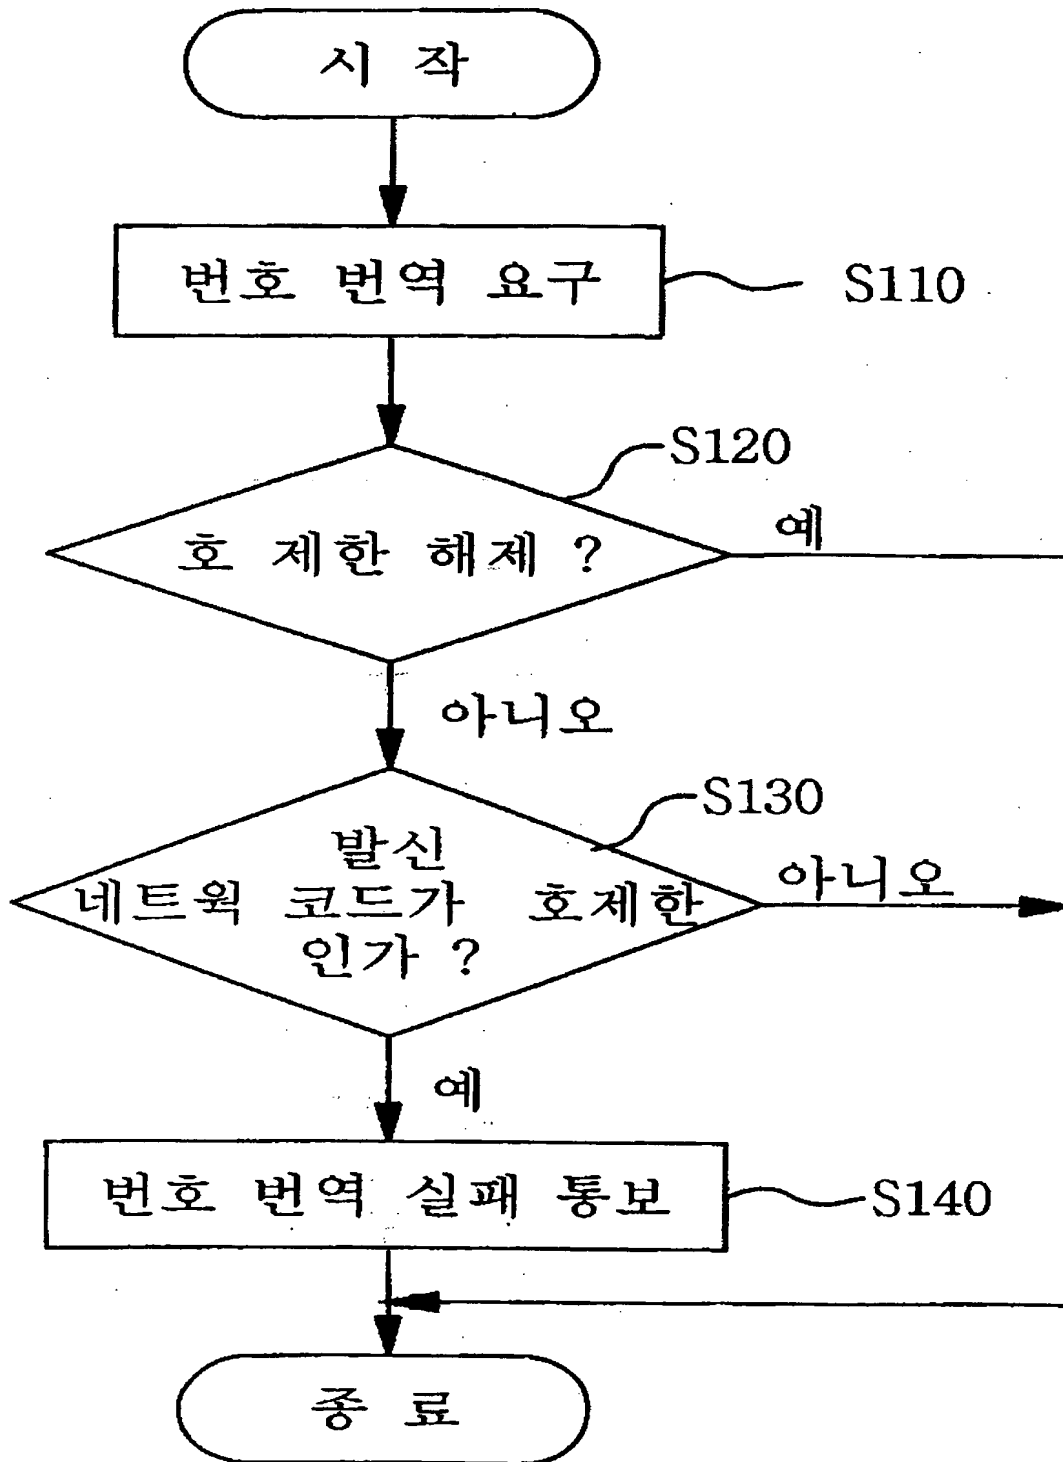 시 작
번호 번역 요구
S110
S120
호 제한 해제 ?
예
아니오
S130
발신
네트웍 코드가 호제한
인가 ?
아니오
예
번호 번역 실패 통보
S140
종 료